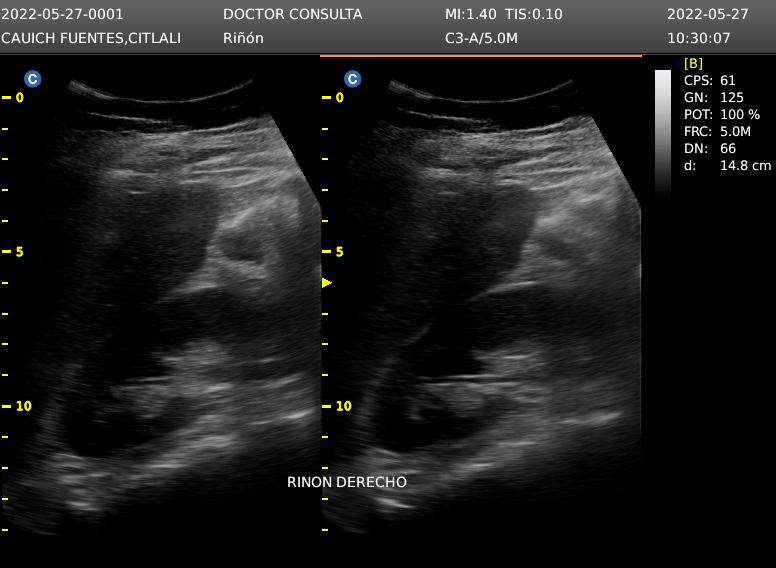 2022-05-27-0001 DOCTOR CONSULTA MI:1.40 TIS:0.10 2022-05-27
CAUICH FUENTES,CITLALI Riñón C3-A/5.0M 10:30:07
[B]
CPS: 61
GN: 125
POT: 100 %
FRC: 5.0M
DN: 66
d: 14.8 cm
C C
0 0
5 5
10 10
RINON DERECHO